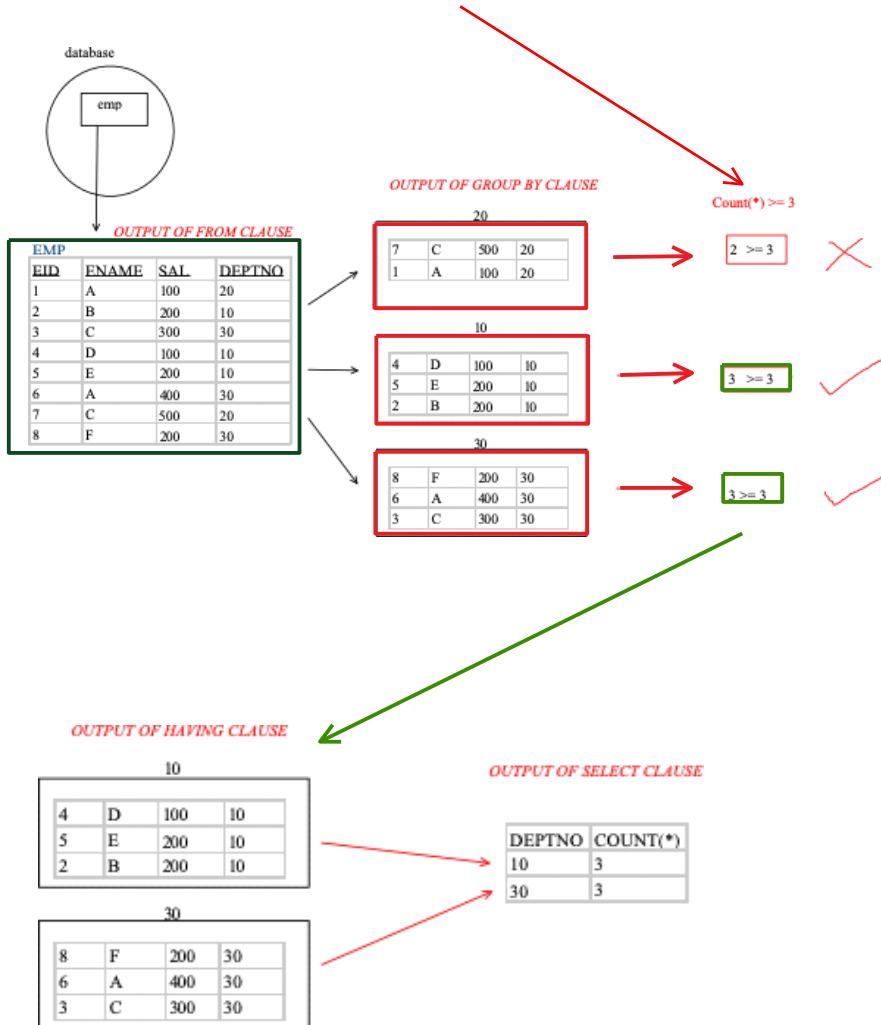 database
emp
OUTPUT OF FROM CLAUSE
EMP
EID ENAME SAL DEPTNO
1 A 100 20
2 B 200 10
3 C 300 30
4 D 100 10
5 E 200 10
6 A 400 30
7 C 500 20
8 F 200 30
OUTPUT OF GROUP BY CLAUSE
20
7 C 500 20
1 A 100 20
10
4 D 100 10
5 E 200 10
2 B 200 10
30
8 F 200 30
6 A 400 30
3 C 300 30
Count(*) >= 3
2 >= 3
3 >= 3
3 >= 3
OUTPUT OF HAVING CLAUSE
10
4 D 100 10
5 E 200 10
2 B 200 10
30
8 F 200 30
6 A 400 30
3 C 300 30
OUTPUT OF SELECT CLAUSE
DEPTNO COUNT(*)
10 3
30 3